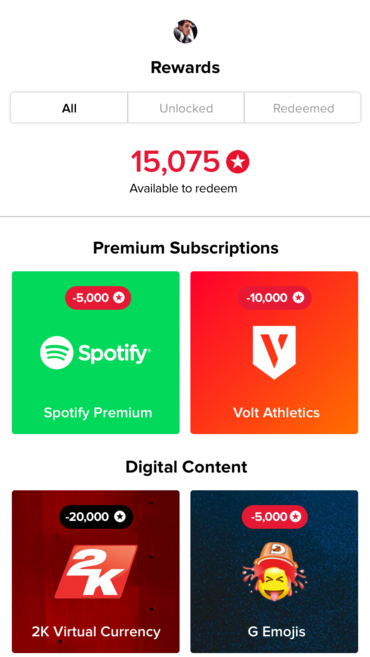 Rewards
All
Unlocked
Redeemed
15,075
Available to redeem
Premium Subscriptions
-5,000
Spotify
Spotify Premium
-10,000
V
Volt Athletics
Digital Content
-20,000
2K
2K Virtual Currency
-5,000
D
G Emojis